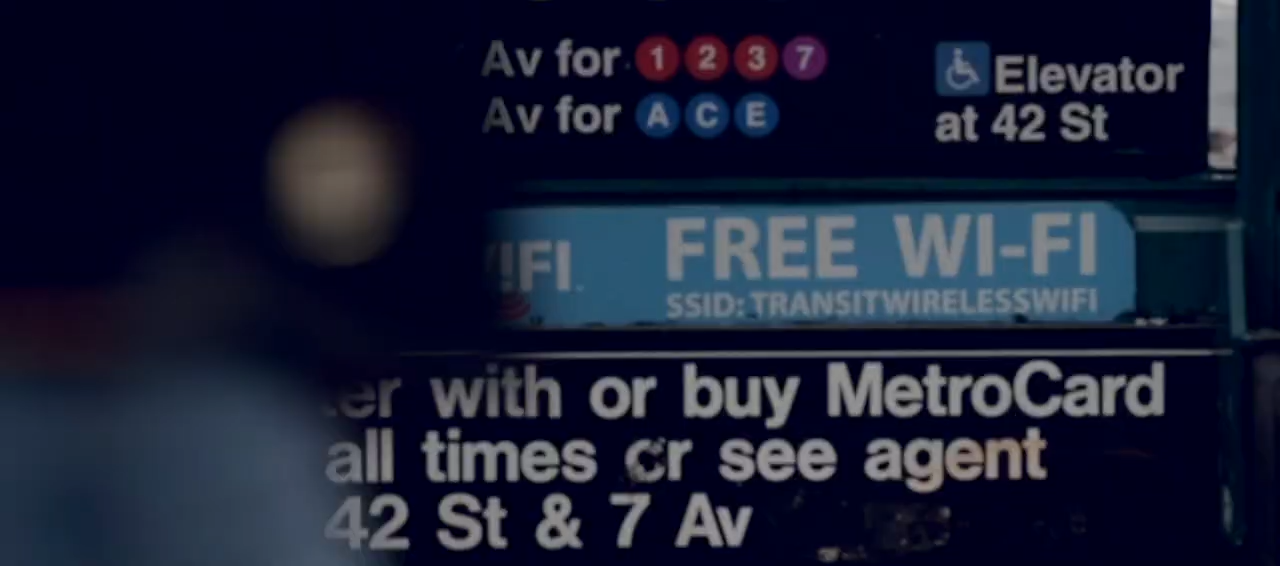 Av for 1 2 3 7
Av for A C E
Elevator
at 42 St
FREE WI-FI
SSID: TRANSITWIRELESSWIFI
with or buy MetroCard
all times or see agent
42 St & 7 Av